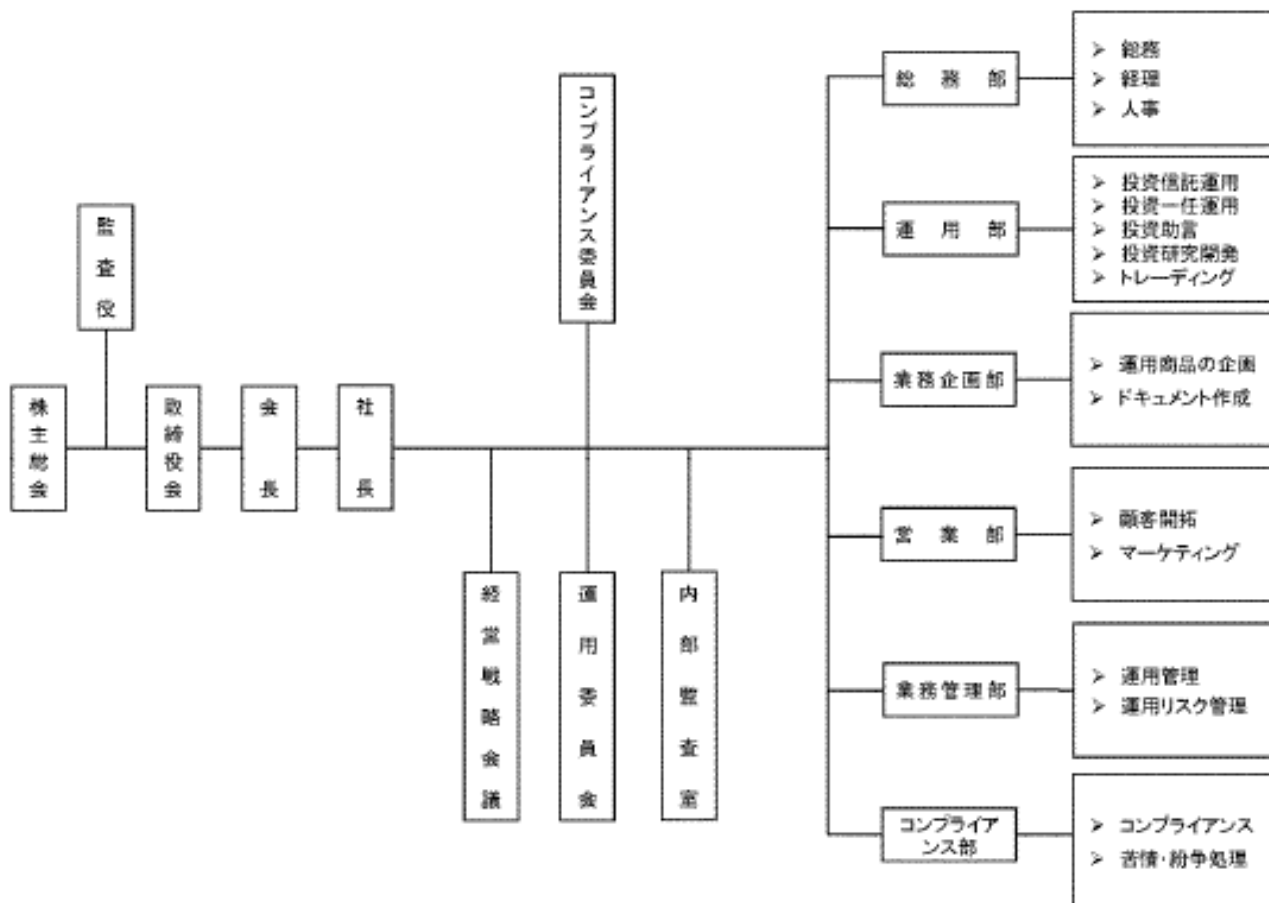 株主総会
監査役
取締役会
会長
社長
コンプライアンス委員会
経営戦略会議
運用委員会
内部監査室
総務部
➢ 総務
➢ 経理
➢ 人事
運用部
➢ 投資信託運用
➢ 投資一任運用
➢ 投資助言
➢ 投資研究開発
➢ トレーディング
業務企画部
➢ 運用商品の企画
➢ ドキュメント作成
営業部
➢ 顧客開拓
➢ マーケティング
業務管理部
➢ 運用管理
➢ 運用リスク管理
コンプライア
ンス部
➢ コンプライアンス
➢ 苦情・紛争処理